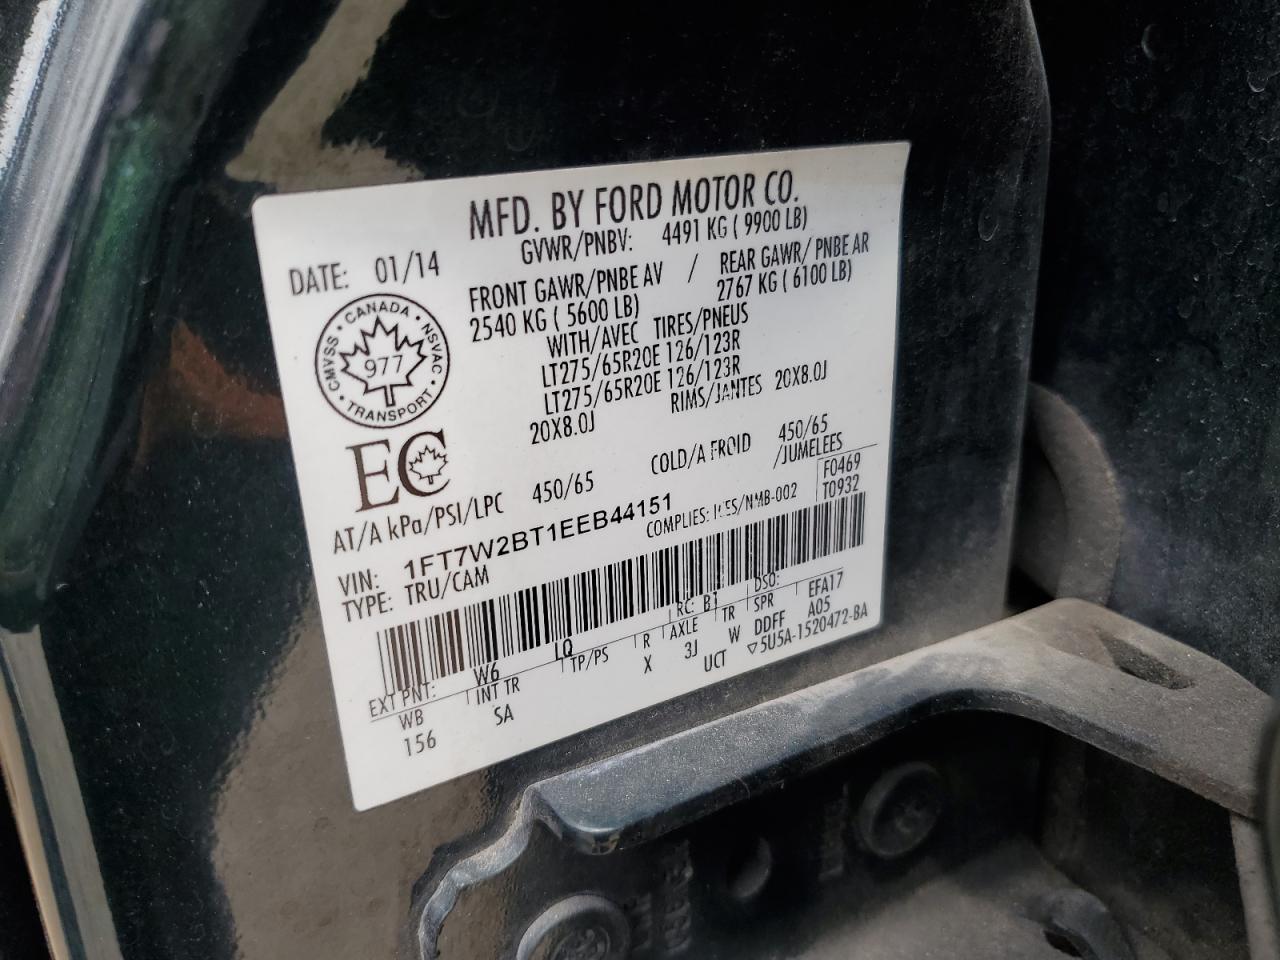 MFD. BY FORD MOTOR CO.
DATE: 01/14
GVWR/PNBV: 4491 KG ( 9900 LB)
FRONT GAWR/PNBE AV / REAR GAWR/ PNBE AR
2540 KG ( 5600 LB) 2767 KG ( 6100 LB)
WITH/AVEC TIRES/PNEUS
LT275/65R20E 126/123R
LT275/65R20E 126/123R
20X8.0J RIMS/JANTES 20X8.0J
CMVSS • CANADA • NSVAC • TRANSPORT •
977
EC
AT/A kPa/PSI/LPC 450/65 COLD/A FROID 450/65
/JUMELEES
VIN: 1FT7W2BT1EEB44151 COMPLIES: ICES/NMB-002 F0469
T0932
TYPE: TRU/CAM
EXT PNT: W6 LQ RC: B1 DSO: EFA17
WB INT TR TP/PS R AXLE TR SPR A05
156 SA X 3J W DDFF
UCT ▽5U5A-1520472-BA